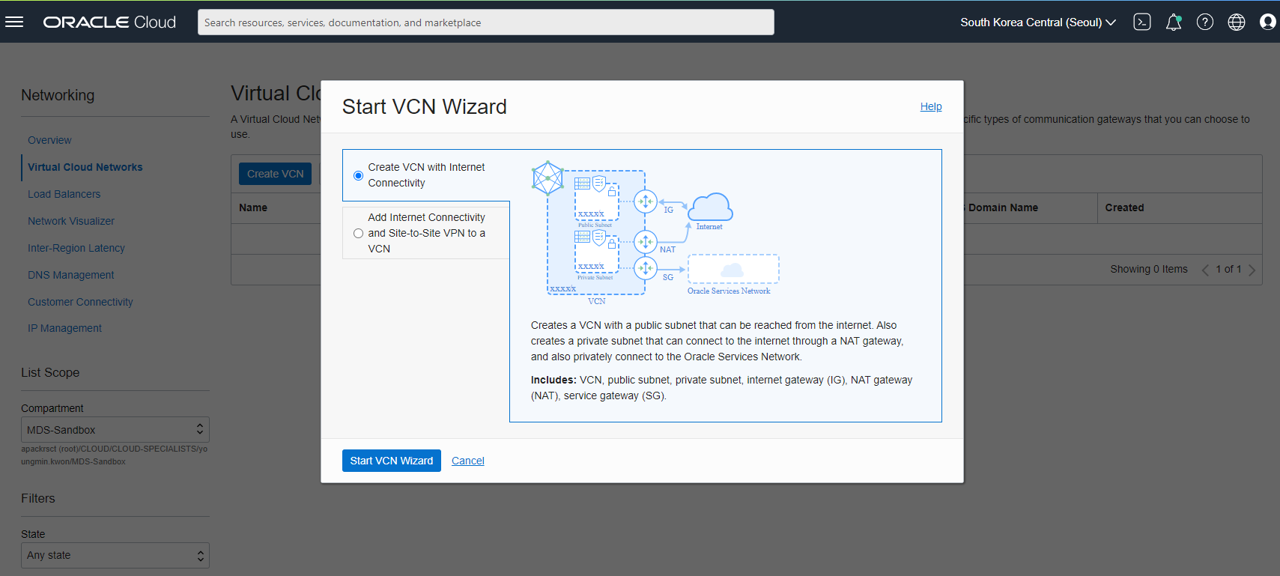 ORACLE Cloud
Search resources, services, documentation, and marketplace
South Korea Central (Seoul)
Networking
Overview
Virtual Cloud Networks
Load Balancers
Network Visualizer
Inter-Region Latency
DNS Management
Customer Connectivity
IP Management
List Scope
Compartment
MDS-Sandbox
apackrsct (root)/CLOUD/CLOUD-SPECIALISTS/yo
ungmin.kwon/MDS-Sandbox
Filters
State
Any state
Virtual Clo
A Virtual Cloud Net
cific types of communication gateways that you can choose to
use.
Create VCN
Name
Domain Name
Created
Showing 0 Items
1 of 1
Start VCN Wizard
Help
Create VCN with Internet
Connectivity
Add Internet Connectivity
and Site-to-Site VPN to a
VCN
XXXX/X
Public Subnet
XXXX/X
Private Subnet
XXXX/X
VCN
IG
NAT
SG
Internet
Oracle Services Network
Creates a VCN with a public subnet that can be reached from the internet. Also
creates a private subnet that can connect to the internet through a NAT gateway,
and also privately connect to the Oracle Services Network.
Includes: VCN, public subnet, private subnet, internet gateway (IG), NAT gateway
(NAT), service gateway (SG).
Start VCN Wizard
Cancel